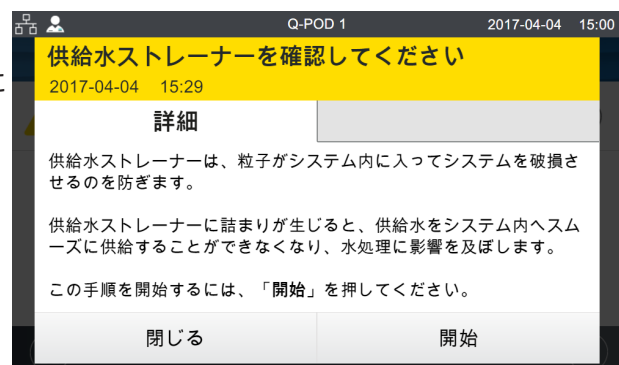 Q-POD 1 2017-04-04 15:00
供給水ストレーナーを確認してください
2017-04-04 15:29
詳細
供給水ストレーナーは、粒子がシステム内に入ってシステムを破損さ
せるのを防ぎます。
供給水ストレーナーに詰まりが生じると、供給水をシステム内へスム
ーズに供給することができなくなり、水処理に影響を及ぼします。
この手順を開始するには、「開始」を押してください。
閉じる 開始